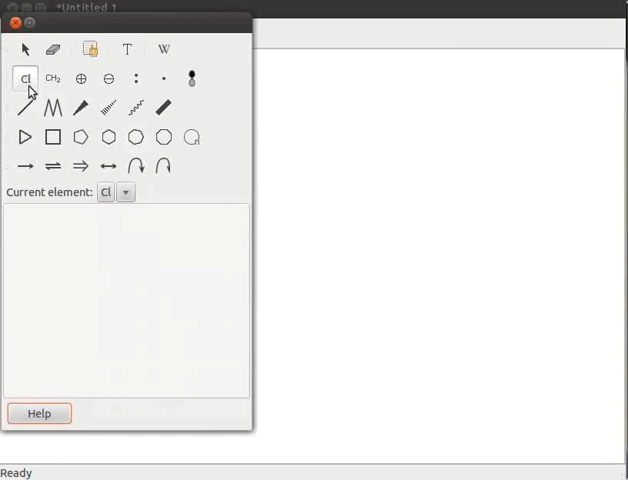 *Untitled 1
T W
Cl CH₂
Current element: Cl
Help
Ready